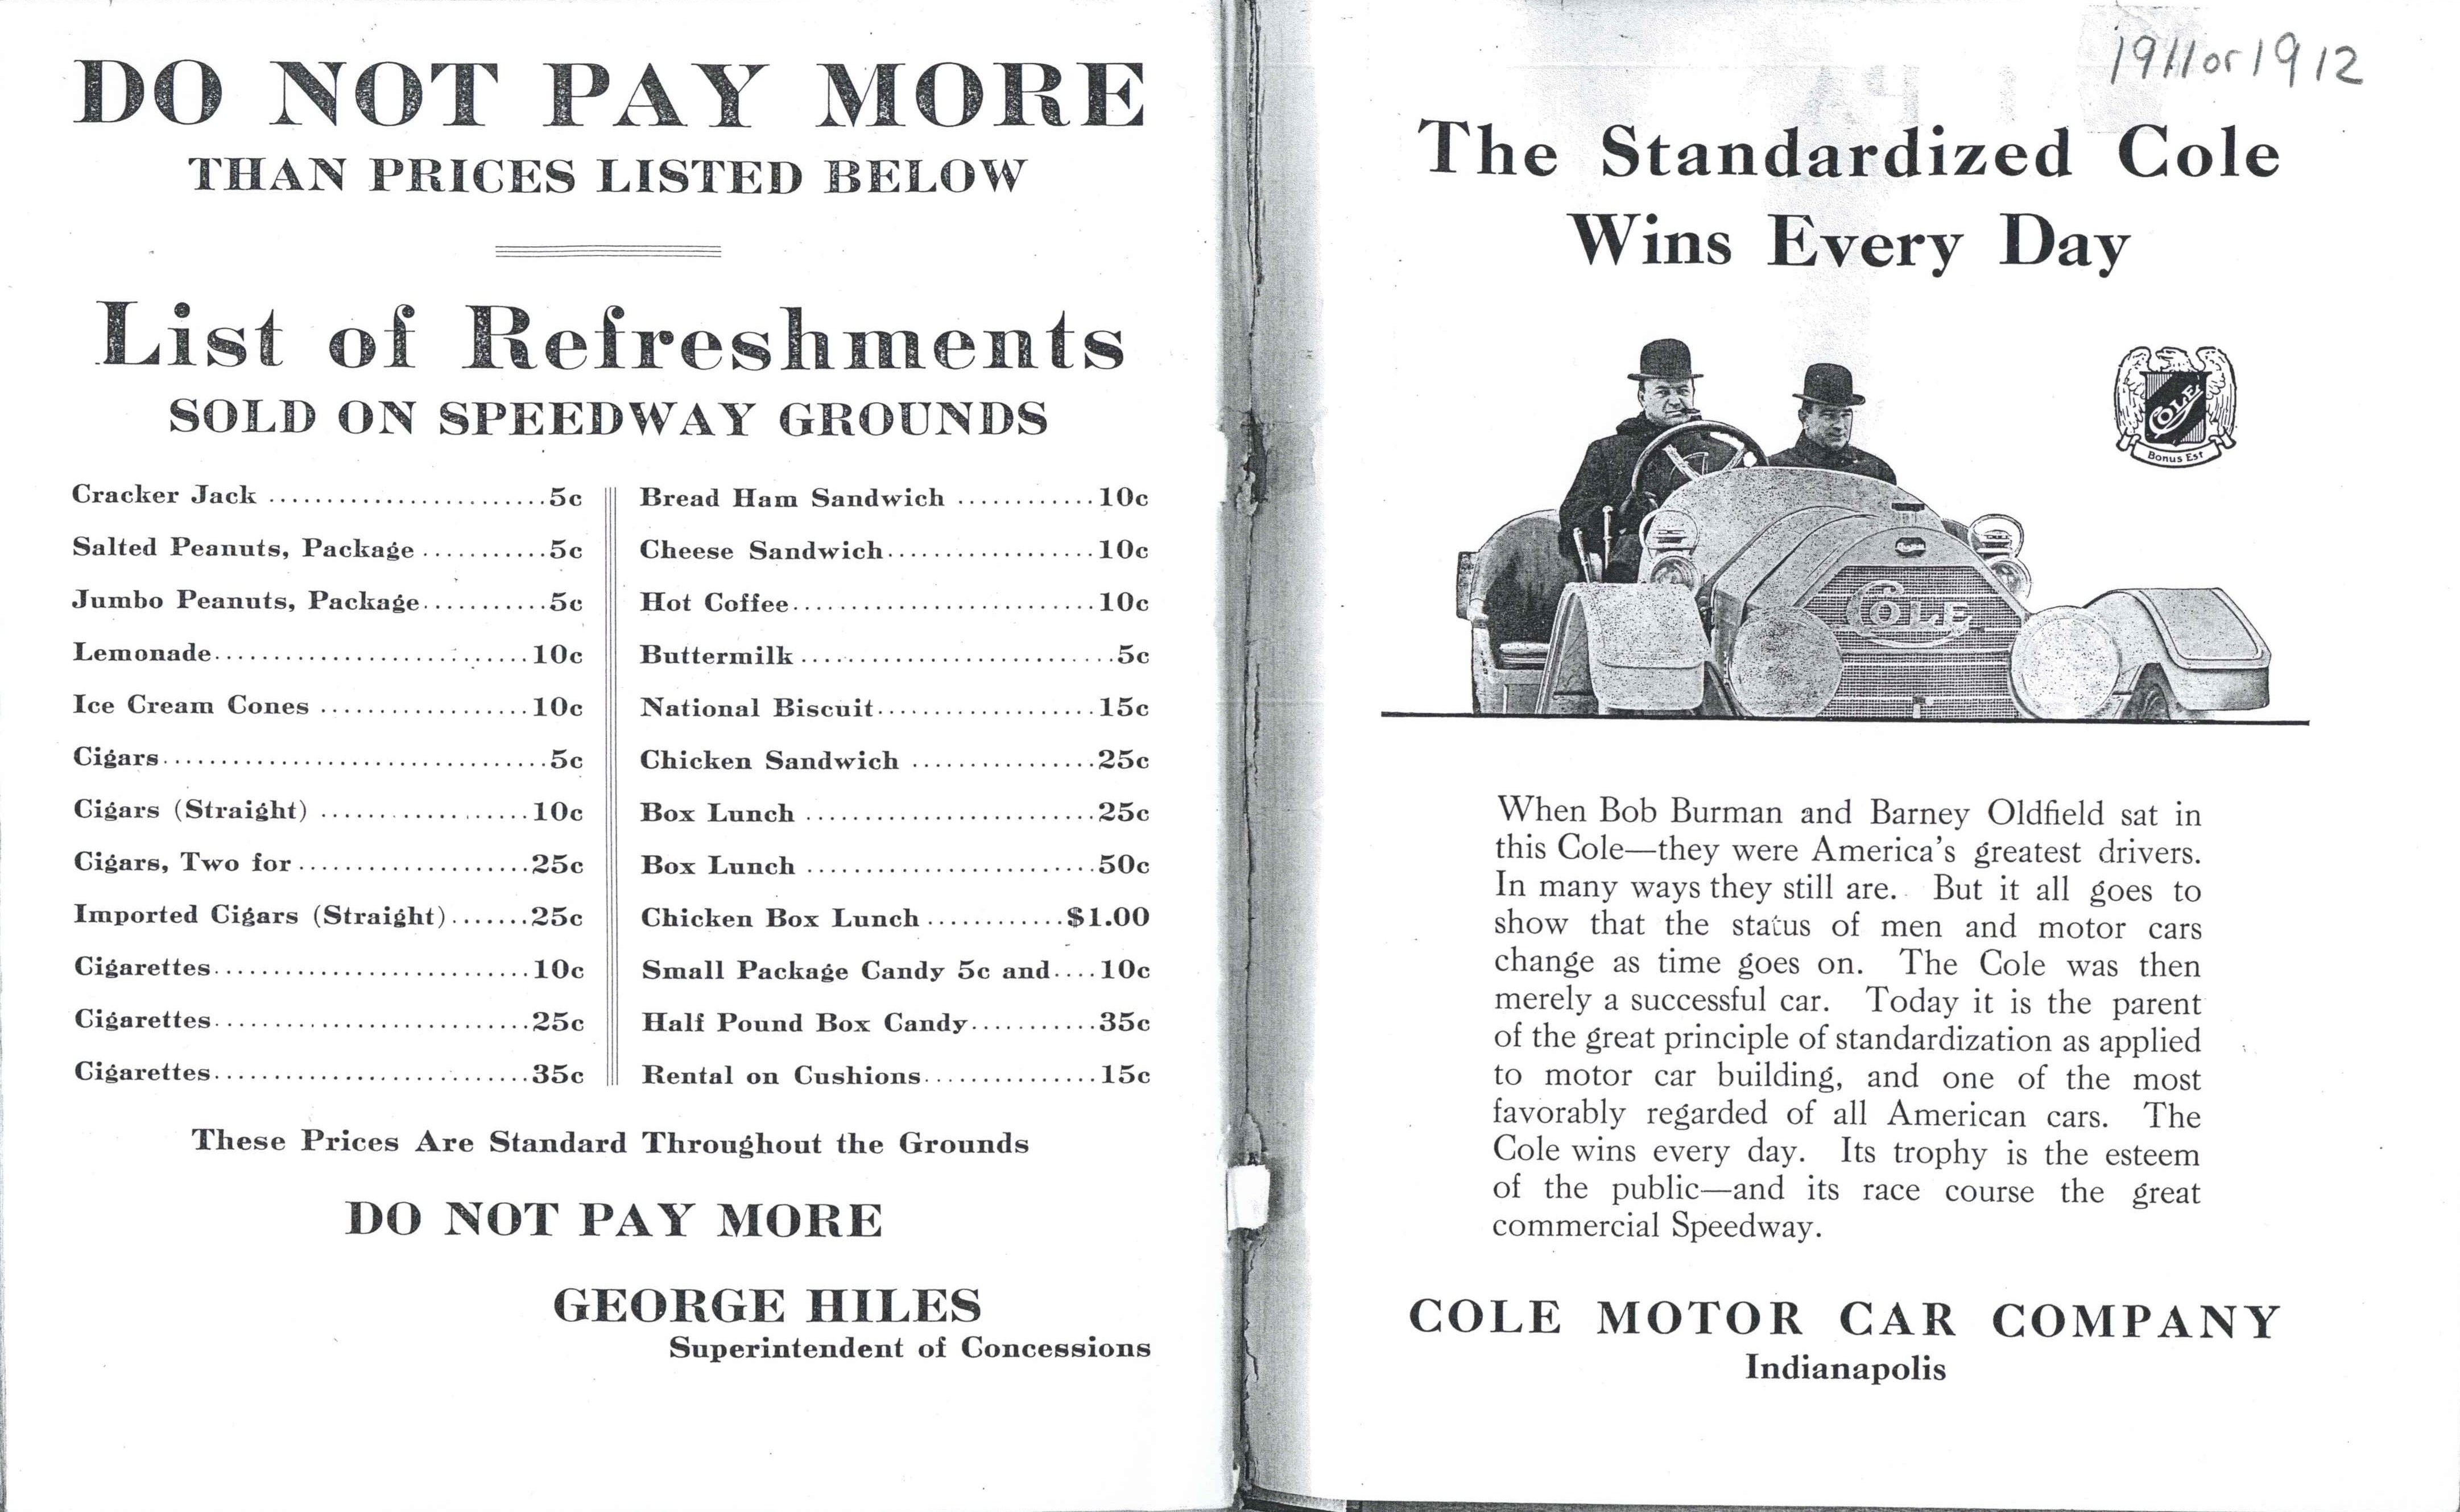 DO NOT PAY MORE
THAN PRICES LISTED BELOW
List of Refreshments
SOLD ON SPEEDWAY GROUNDS
Cracker Jack ........................5c
Salted Peanuts, Package ...........5c
Jumbo Peanuts, Package...........5c
Lemonade...........................10c
Ice Cream Cones ..................10c
Cigars.................................5c
Cigars (Straight) ..................10c
Cigars, Two for ....................25c
Imported Cigars (Straight).......25c
Cigarettes...........................10c
Cigarettes...........................25c
Cigarettes...........................35c
Bread Ham Sandwich ............10c
Cheese Sandwich..................10c
Hot Coffee..........................10c
Buttermilk ...........................5c
National Biscuit...................15c
Chicken Sandwich ................25c
Box Lunch .........................25c
Box Lunch .........................50c
Chicken Box Lunch ............$1.00
Small Package Candy 5c and....10c
Half Pound Box Candy...........35c
Rental on Cushions...............15c
These Prices Are Standard Throughout the Grounds
DO NOT PAY MORE
GEORGE HILES
Superintendent of Concessions
1911 or 1912
The Standardized Cole
Wins Every Day
COLE
Bonus Est
COLE
When Bob Burman and Barney Oldfield sat in
this Cole—they were America's greatest drivers.
In many ways they still are. But it all goes to
show that the status of men and motor cars
change as time goes on. The Cole was then
merely a successful car. Today it is the parent
of the great principle of standardization as applied
to motor car building, and one of the most
favorably regarded of all American cars. The
Cole wins every day. Its trophy is the esteem
of the public—and its race course the great
commercial Speedway.
COLE MOTOR CAR COMPANY
Indianapolis